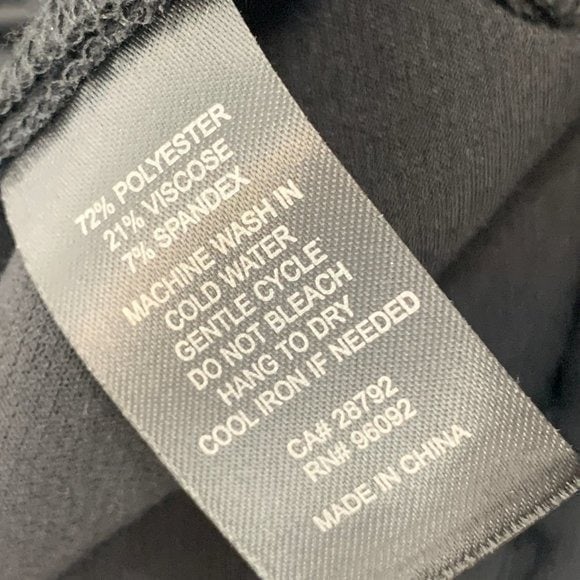 72% POLYESTER
21% VISCOSE
7% SPANDEX
MACHINE WASH IN
COLD WATER
GENTLE CYCLE
DO NOT BLEACH
HANG TO DRY
COOL IRON IF NEEDED
CA# 28792
RN# 96092
MADE IN CHINA